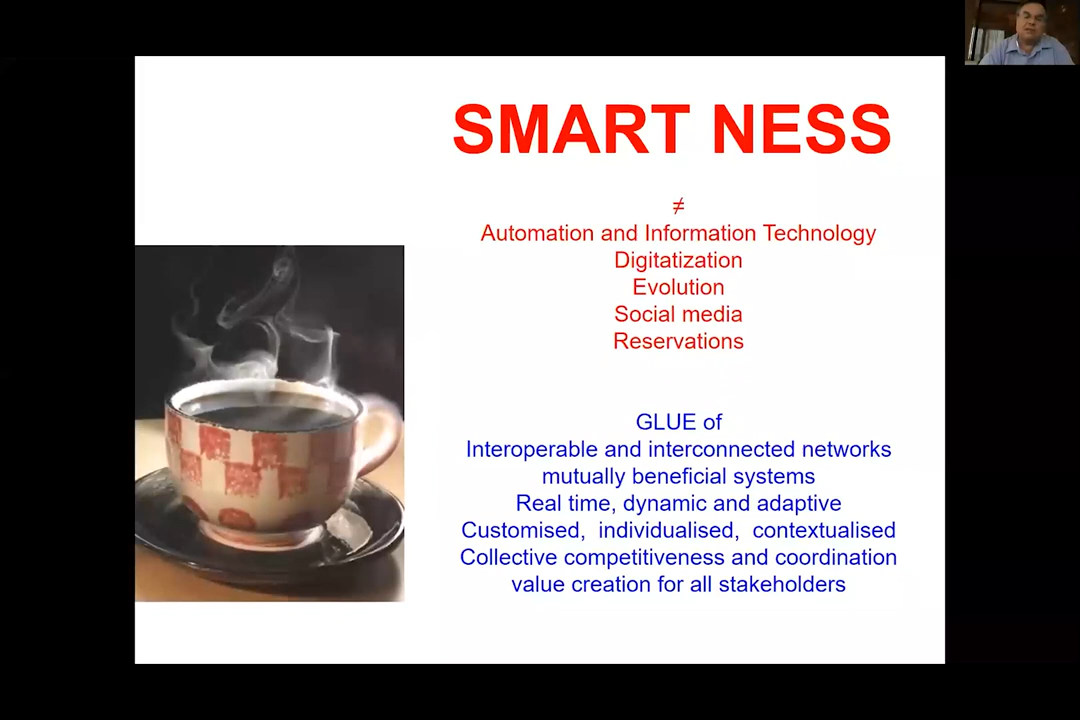 SMART NESS
≠
Automation and Information Technology
Digitatization
Evolution
Social media
Reservations
GLUE of
Interoperable and interconnected networks
mutually beneficial systems
Real time, dynamic and adaptive
Customised, individualised, contextualised
Collective competitiveness and coordination
value creation for all stakeholders